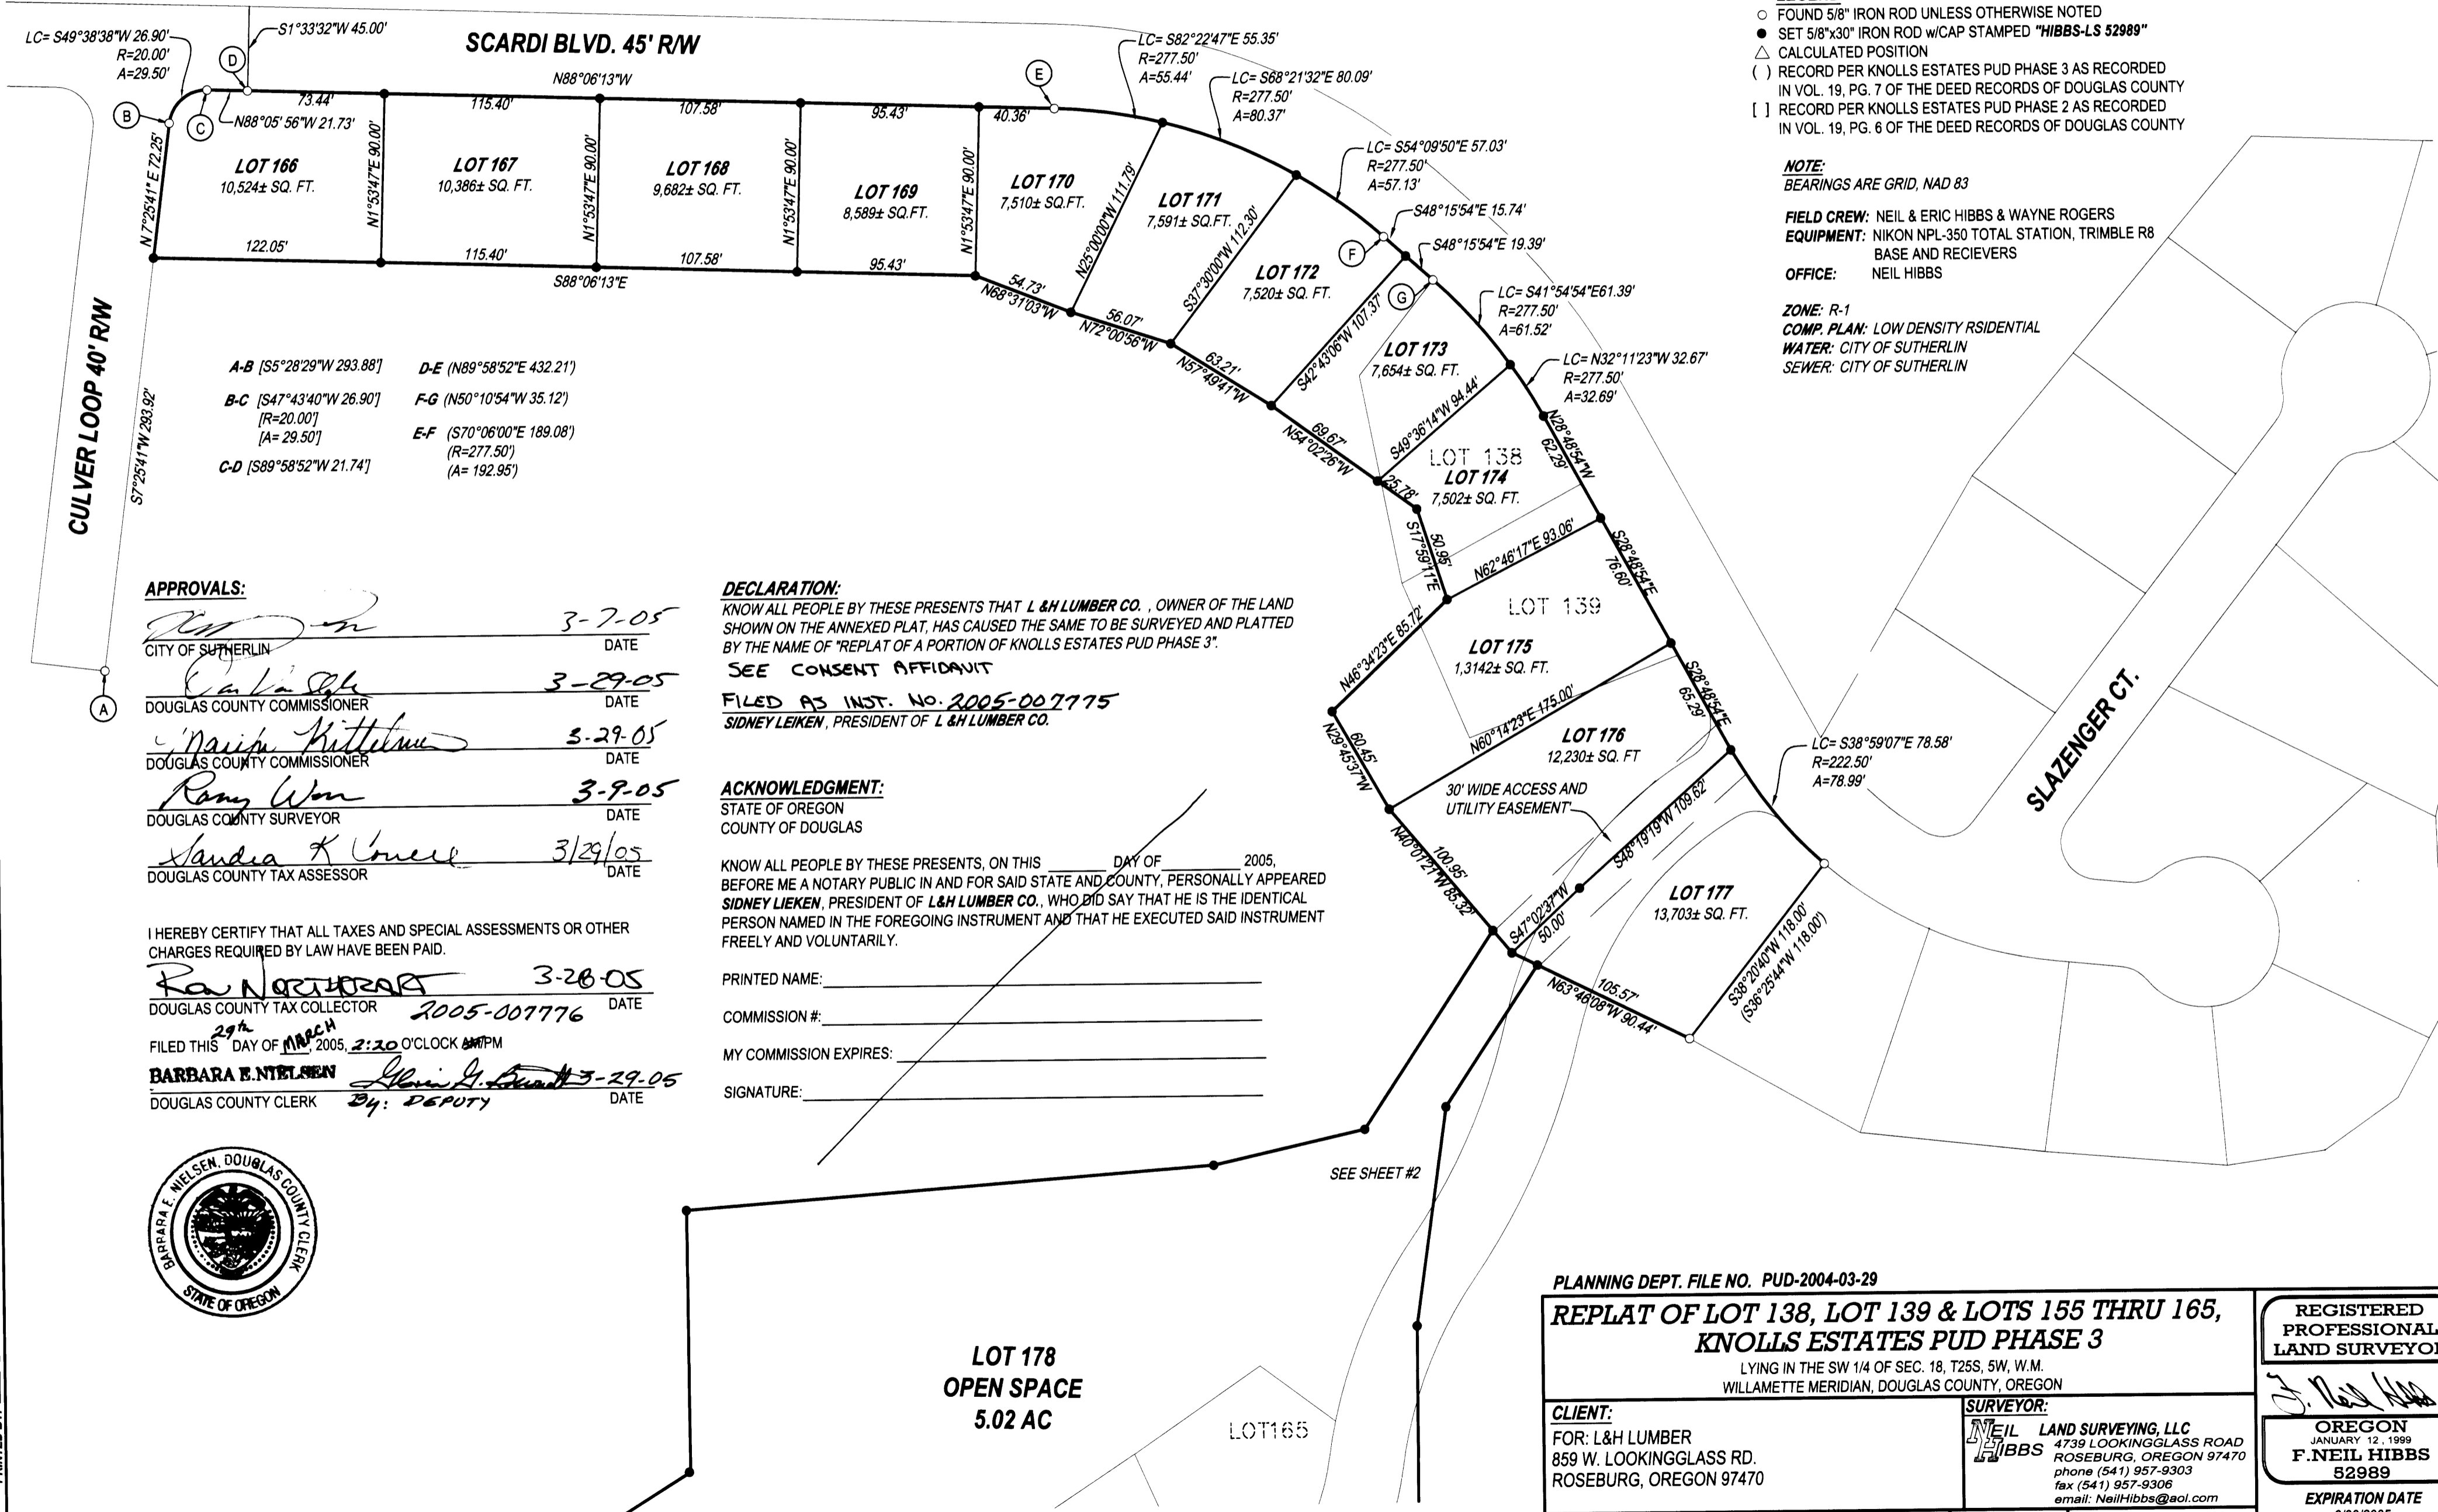 LC= S49°38'38"W 26.90'
R=20.00'
A=29.50'
S1°33'32"W 45.00'
SCARDI BLVD. 45' R/W
N88°06'13"W
D
B
C
E
N88°05'56"W 21.73'
73.44'
115.40'
107.58'
95.43'
40.36'
LC= S82°22'47"E 55.35'
R=277.50'
A=55.44'
LC= S68°21'32"E 80.09'
R=277.50'
A=80.37'
LC= S54°09'50"E 57.03'
R=277.50'
A=57.13'
S48°15'54"E 15.74'
S48°15'54"E 19.39'
F
G
LC= S41°54'54"E61.39'
R=277.50'
A=61.52'
LC= N32°11'23"W 32.67'
R=277.50'
A=32.69'
N 7°25'41" E 72.25'
LOT 166
10,524± SQ. FT.
N1°53'47"E 90.00'
LOT 167
10,386± SQ. FT.
N1°53'47"E 90.00'
LOT 168
9,682± SQ. FT.
N1°53'47"E 90.00'
LOT 169
8,589± SQ.FT.
N1°53'47"E 90.00'
LOT 170
7,510± SQ.FT.
N25°00'00"W 111.79'
LOT 171
7,591± SQ.FT.
S37°30'00"W 112.30'
LOT 172
7,520± SQ. FT.
S42°43'06"W 107.37'
LOT 173
7,654± SQ. FT.
S49°36'14"W 94.44'
LOT 138
LOT 174
7,502± SQ. FT.
122.05'
115.40'
107.58'
95.43'
S88°06'13"E
54.73'
N68°31'03"W
56.07'
N72°00'56"W
63.21'
N57°49'41"W
69.67'
N54°02'26"W
25.78'
S17°59'11"E
50.95'
N28°48'54"W
62.29'
N62°46'17"E 93.06'
S28°48'54"E
76.60'
LOT 139
LOT 175
1,3142± SQ. FT.
N46°34'23"E 85.72'
N60°14'23"E 175.00'
S28°48'54"E
65.29'
LOT 176
12,230± SQ. FT
60.45'
N29°45'37"W
30' WIDE ACCESS AND
UTILITY EASEMENT'
S48°19'19"W 109.62'
LC= S38°59'07"E 78.58'
R=222.50'
A=78.99'
100.95'
N40°01'21"W 85.32'
S47°02'37"W
50.00'
LOT 177
13,703± SQ. FT.
S38°20'40"W 118.00'
(S36°25'44"W 118.00')
105.57'
N63°46'08"W 90.44'
SLAZENGER CT.
CULVER LOOP 40' R/W
S7°25'41"W 293.92'
A
A-B [S5°28'29"W 293.88']
B-C [S47°43'40"W 26.90']
[R=20.00']
[A= 29.50']
C-D [S89°58'52"W 21.74']
D-E (N89°58'52"E 432.21')
F-G (N50°10'54"W 35.12')
E-F (S70°06'00"E 189.08')
(R=277.50')
(A= 192.95')
FOUND 5/8" IRON ROD UNLESS OTHERWISE NOTED
SET 5/8"x30" IRON ROD w/CAP STAMPED "HIBBS-LS 52989"
CALCULATED POSITION
( ) RECORD PER KNOLLS ESTATES PUD PHASE 3 AS RECORDED
IN VOL. 19, PG. 7 OF THE DEED RECORDS OF DOUGLAS COUNTY
[ ] RECORD PER KNOLLS ESTATES PUD PHASE 2 AS RECORDED
IN VOL. 19, PG. 6 OF THE DEED RECORDS OF DOUGLAS COUNTY
NOTE:
BEARINGS ARE GRID, NAD 83
FIELD CREW: NEIL & ERIC HIBBS & WAYNE ROGERS
EQUIPMENT: NIKON NPL-350 TOTAL STATION, TRIMBLE R8
BASE AND RECIEVERS
OFFICE: NEIL HIBBS
ZONE: R-1
COMP. PLAN: LOW DENSITY RSIDENTIAL
WATER: CITY OF SUTHERLIN
SEWER: CITY OF SUTHERLIN
APPROVALS:
3-7-05
CITY OF SUTHERLIN DATE
3-29-05
DOUGLAS COUNTY COMMISSIONER DATE
3-29-05
DOUGLAS COUNTY COMMISSIONER DATE
3-9-05
DOUGLAS COUNTY SURVEYOR DATE
Sandra K 3/29/05
DOUGLAS COUNTY TAX ASSESSOR DATE
I HEREBY CERTIFY THAT ALL TAXES AND SPECIAL ASSESSMENTS OR OTHER
CHARGES REQUIRED BY LAW HAVE BEEN PAID.
3-28-05
DOUGLAS COUNTY TAX COLLECTOR 2005-007776 DATE
FILED THIS 29th DAY OF MARCH, 2005, 2:20 O'CLOCK AM/PM
BARBARA E. NIELSEN 3-29-05
DOUGLAS COUNTY CLERK By: DEPUTY DATE
BARBARA E. NIELSEN, DOUGLAS COUNTY CLERK
STATE OF OREGON
DECLARATION:
KNOW ALL PEOPLE BY THESE PRESENTS THAT L &H LUMBER CO. , OWNER OF THE LAND
SHOWN ON THE ANNEXED PLAT, HAS CAUSED THE SAME TO BE SURVEYED AND PLATTED
BY THE NAME OF "REPLAT OF A PORTION OF KNOLLS ESTATES PUD PHASE 3".
SEE CONSENT AFFIDAVIT
FILED AS INST. NO. 2005-007775
SIDNEY LEIKEN, PRESIDENT OF L &H LUMBER CO.
ACKNOWLEDGMENT:
STATE OF OREGON
COUNTY OF DOUGLAS
KNOW ALL PEOPLE BY THESE PRESENTS, ON THIS DAY OF 2005,
BEFORE ME A NOTARY PUBLIC IN AND FOR SAID STATE AND COUNTY, PERSONALLY APPEARED
SIDNEY LIEKEN, PRESIDENT OF L&H LUMBER CO., WHO DID SAY THAT HE IS THE IDENTICAL
PERSON NAMED IN THE FOREGOING INSTRUMENT AND THAT HE EXECUTED SAID INSTRUMENT
FREELY AND VOLUNTARILY.
PRINTED NAME:
COMMISSION #:
MY COMMISSION EXPIRES:
SIGNATURE:
SEE SHEET #2
LOT 178
OPEN SPACE
5.02 AC
LOT165
PLANNING DEPT. FILE NO. PUD-2004-03-29
REPLAT OF LOT 138, LOT 139 & LOTS 155 THRU 165,
KNOLLS ESTATES PUD PHASE 3
LYING IN THE SW 1/4 OF SEC. 18, T25S, 5W, W.M.
WILLAMETTE MERIDIAN, DOUGLAS COUNTY, OREGON
CLIENT:
FOR: L&H LUMBER
859 W. LOOKINGGLASS RD.
ROSEBURG, OREGON 97470
SURVEYOR:
NEIL HIBBS LAND SURVEYING, LLC
4739 LOOKINGGLASS ROAD
ROSEBURG, OREGON 97470
phone (541) 957-9303
fax (541) 957-9306
email: NeilHibbs@aol.com
REGISTERED
PROFESSIONAL
LAND SURVEYOR
F. Neil Hibbs
OREGON
JANUARY 12, 1999
F.NEIL HIBBS
52989
EXPIRATION DATE